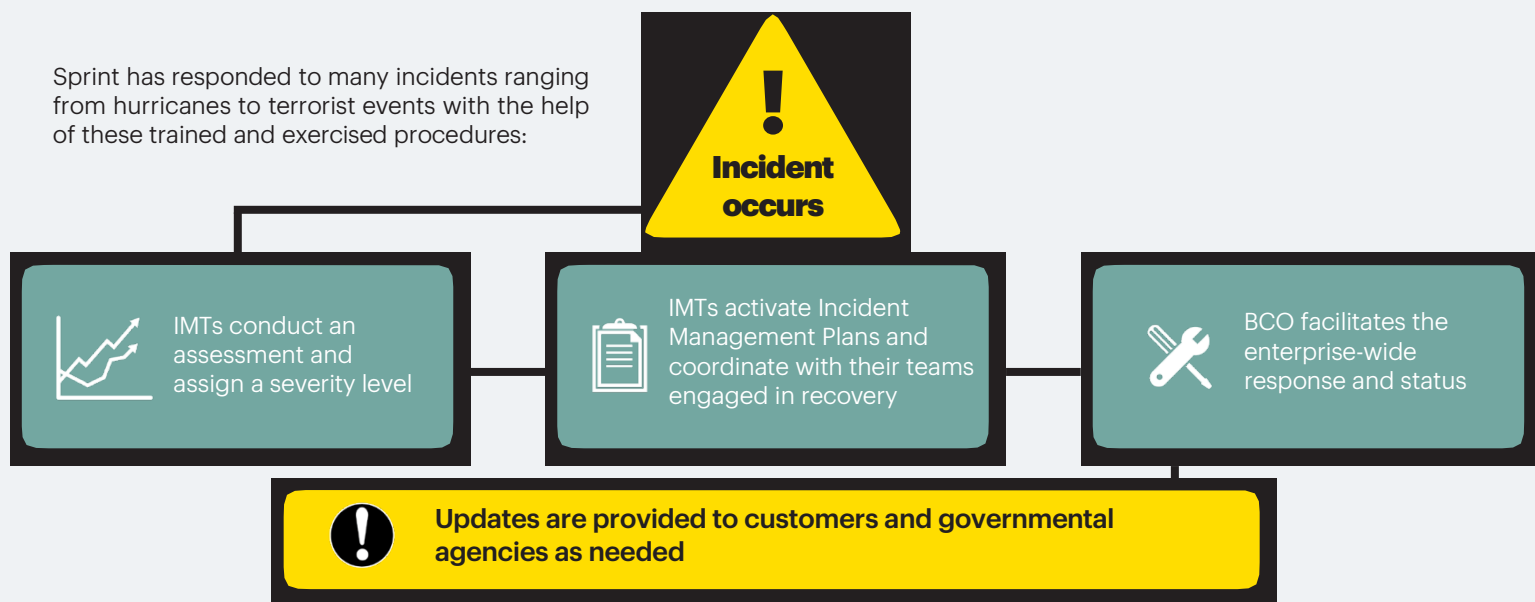 Sprint has responded to many incidents ranging
from hurricanes to terrorist events with the help
of these trained and exercised procedures:
!
Incident
occurs
IMTs conduct an
assessment and
assign a severity level
IMTs activate Incident
Management Plans and
coordinate with their teams
engaged in recovery
BCO facilitates the
enterprise-wide
response and status
!
Updates are provided to customers and governmental
agencies as needed